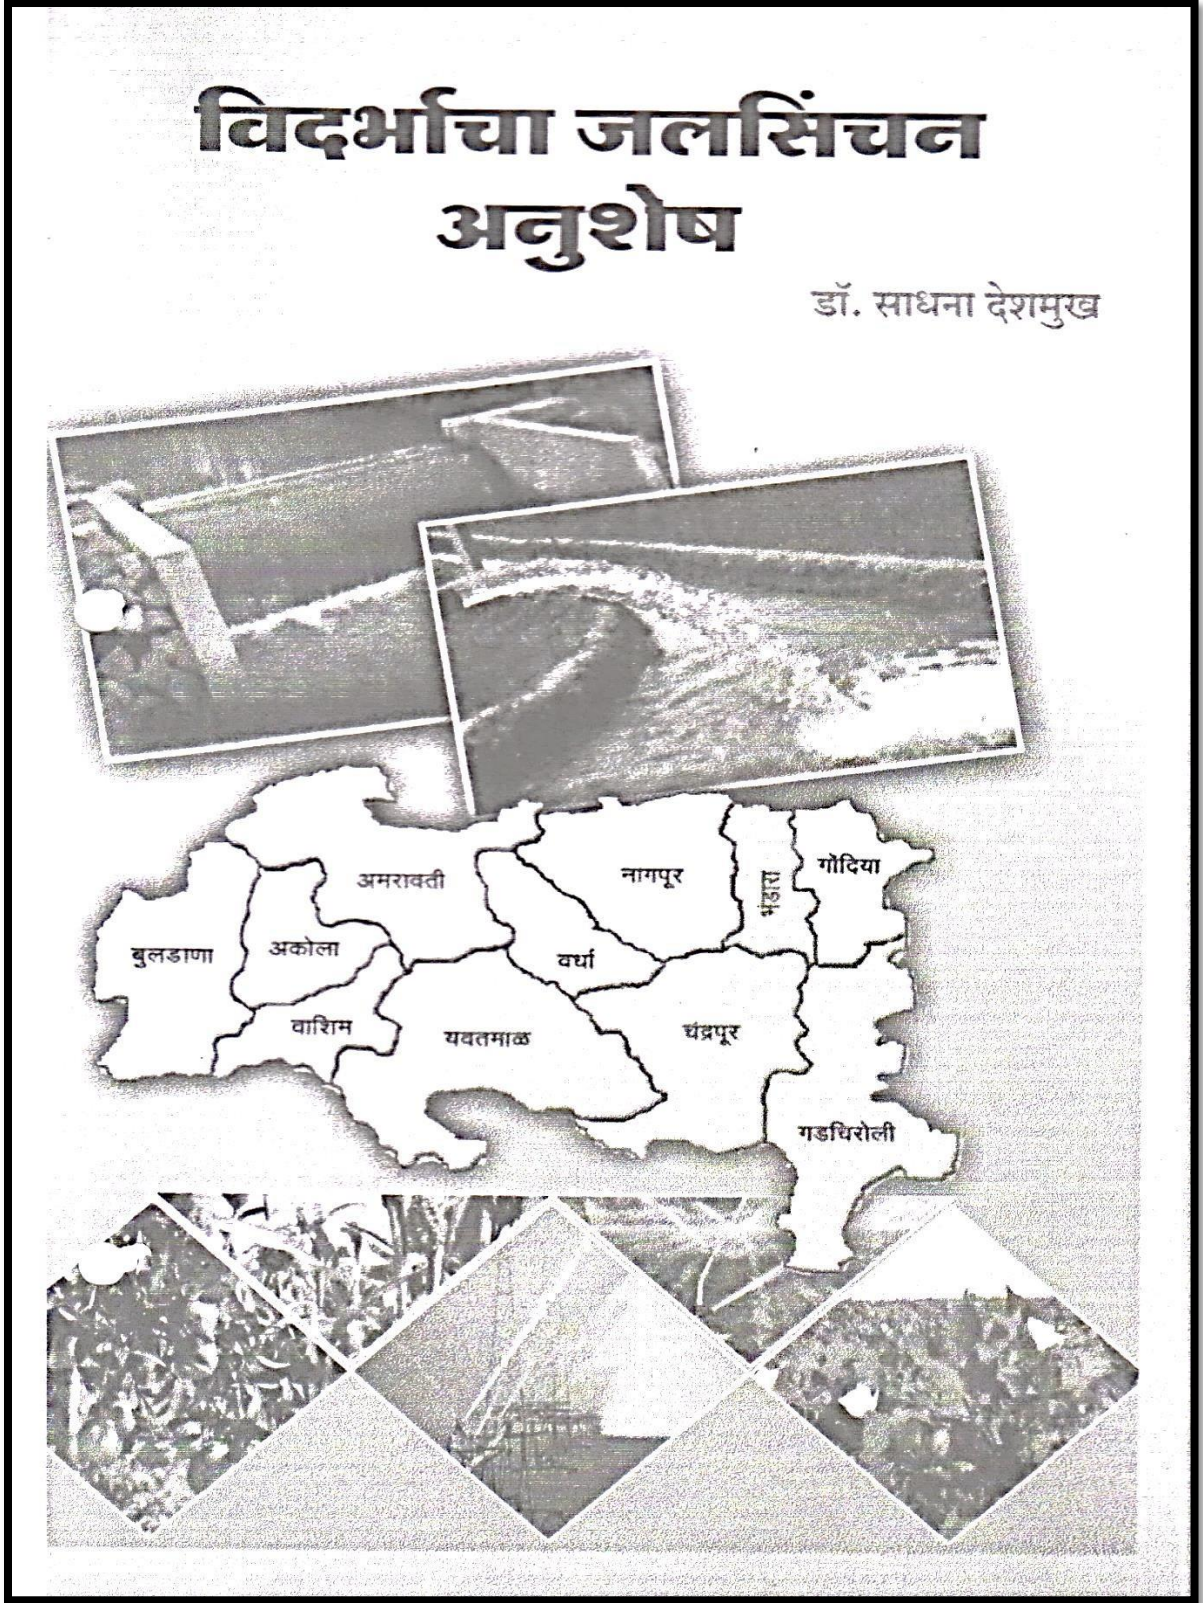 विदर्भाचा जलसिंचन
अनुशेष
डॉ. साधना देशमुख
अमरावती
नागपूर
भंडारा
गोंदिया
बुलडाणा
अकोला
वर्धा
वाशिम
यवतमाळ
चंद्रपूर
गडचिरोली